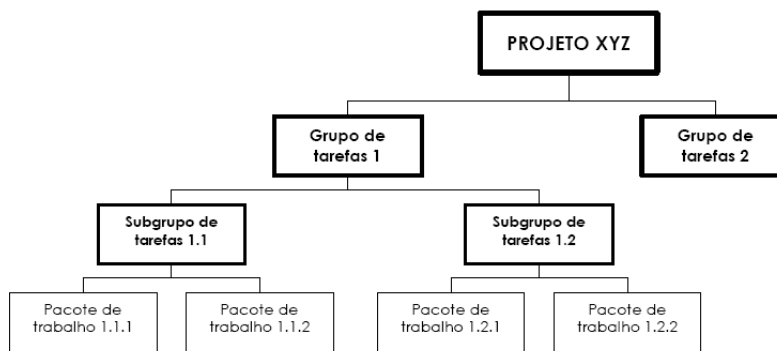 PROJETO XYZ
Grupo de
tarefas 1
Grupo de
tarefas 2
Subgrupo de
tarefas 1.1
Subgrupo de
tarefas 1.2
Pacote de
trabalho 1.1.1
Pacote de
trabalho 1.1.2
Pacote de
trabalho 1.2.1
Pacote de
trabalho 1.2.2